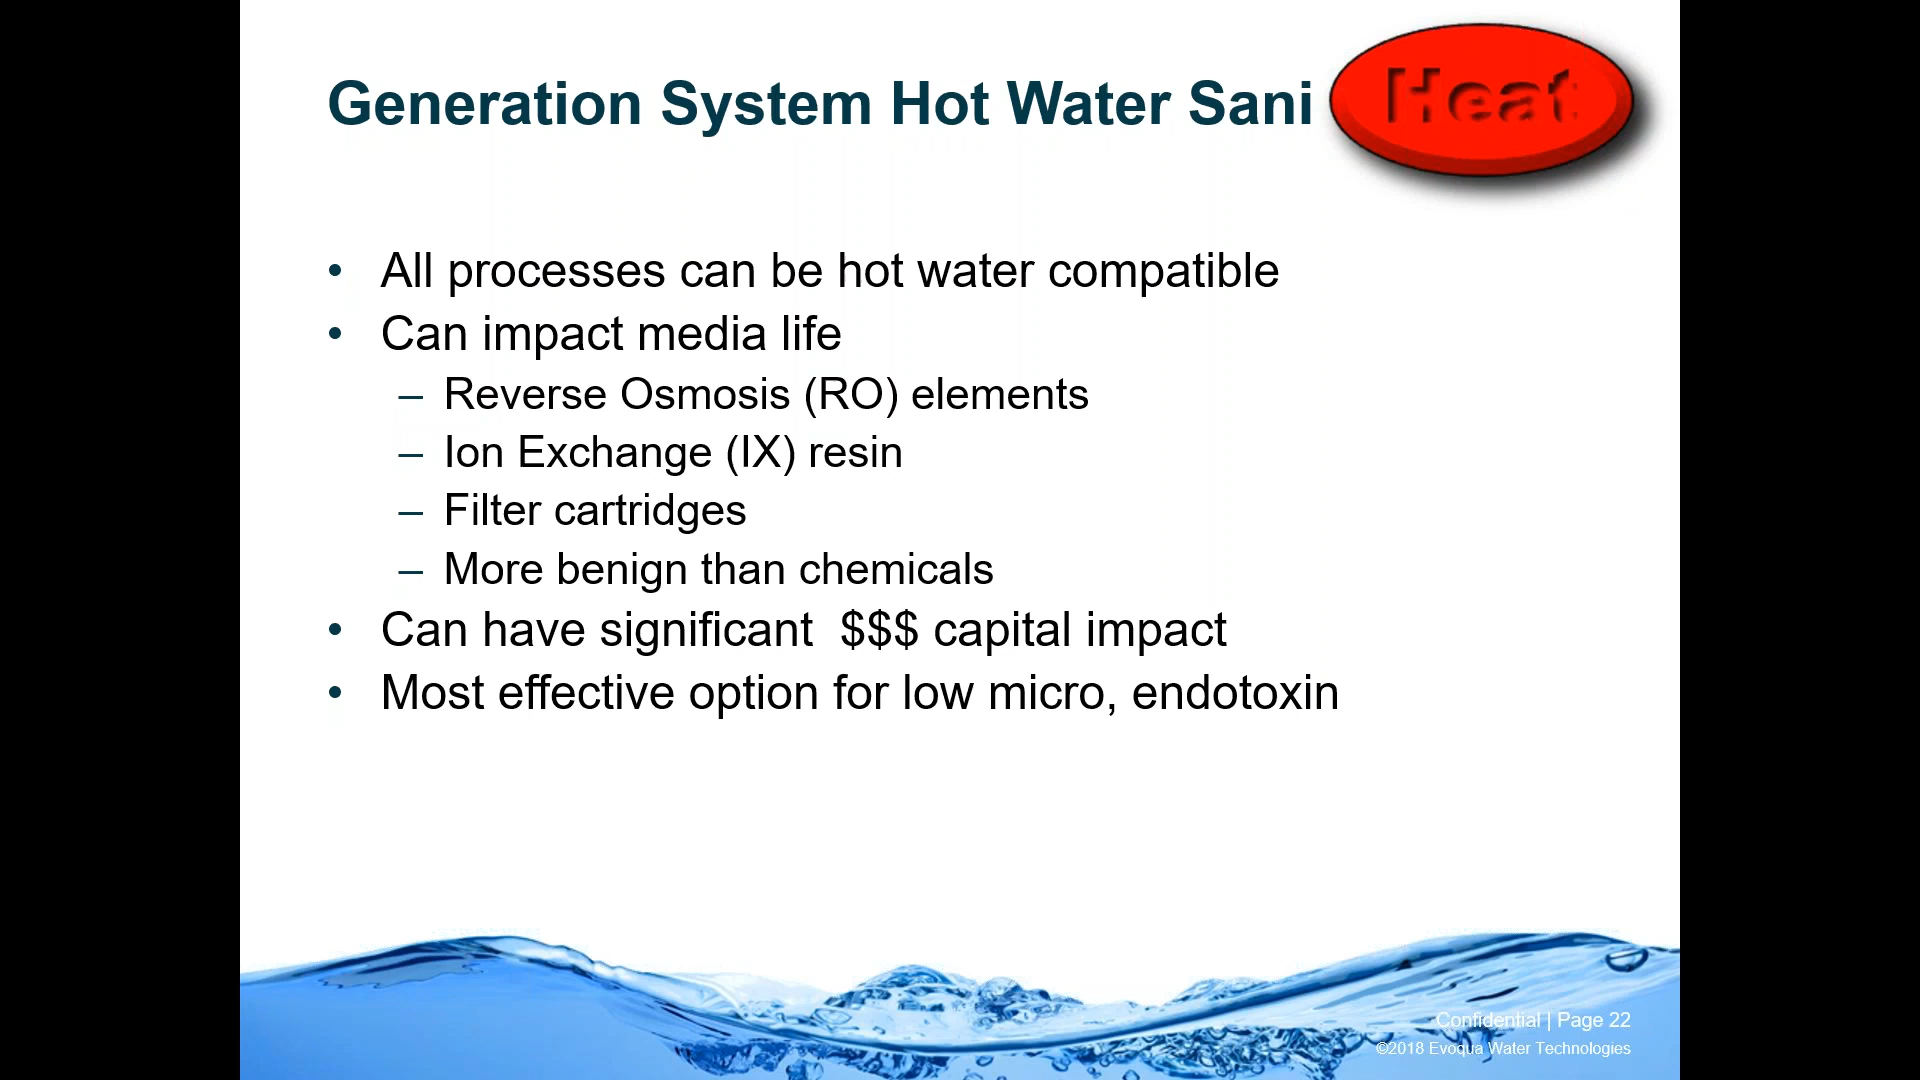 Generation System Hot Water Sani
Heat
• All processes can be hot water compatible
• Can impact media life
– Reverse Osmosis (RO) elements
– Ion Exchange (IX) resin
– Filter cartridges
– More benign than chemicals
• Can have significant  $$$ capital impact
• Most effective option for low micro, endotoxin
Confidential | Page 22
©2018 Evoqua Water Technologies